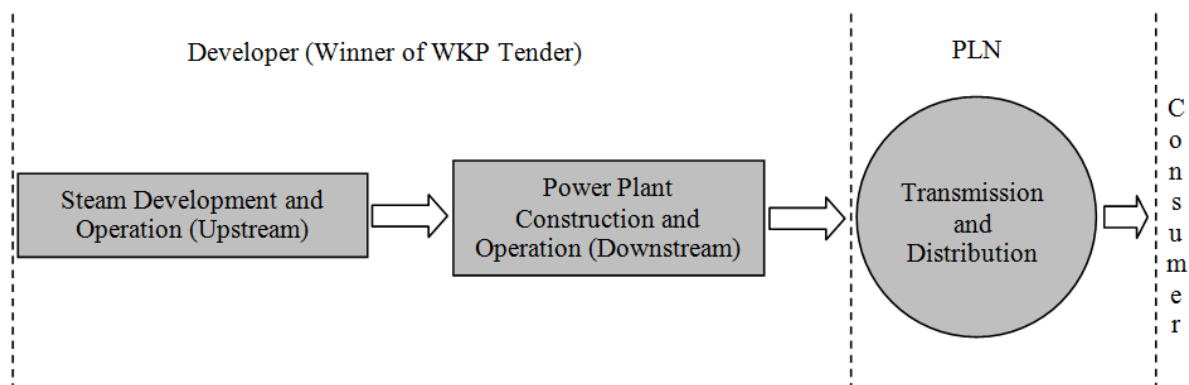 Developer (Winner of WKP Tender)
PLN
Steam Development and
Operation (Upstream)
Power Plant
Construction and
Operation (Downstream)
Transmission
and
Distribution
Consumer